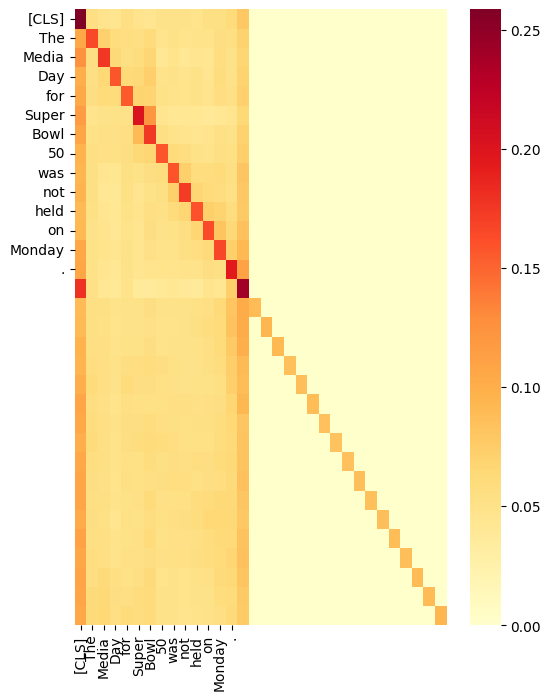 [CLS]
The
Media
Day
for
Super
Bowl
50
was
not
held
on
Monday
.
[CLS]
The
Media
Day
for
Super
Bowl
50
was
not
held
on
Monday
.
0.25
0.20
0.15
0.10
0.05
0.00